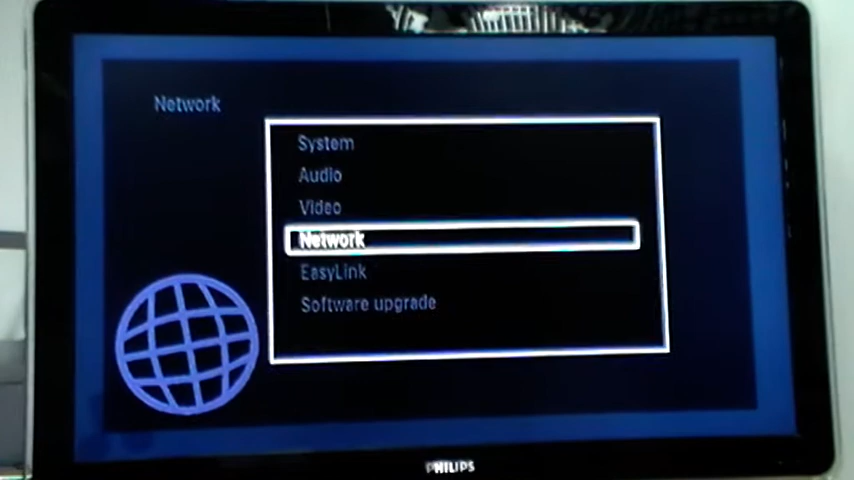 Network
System
Audio
Video
Network
EasyLink
Software upgrade
PHILIPS